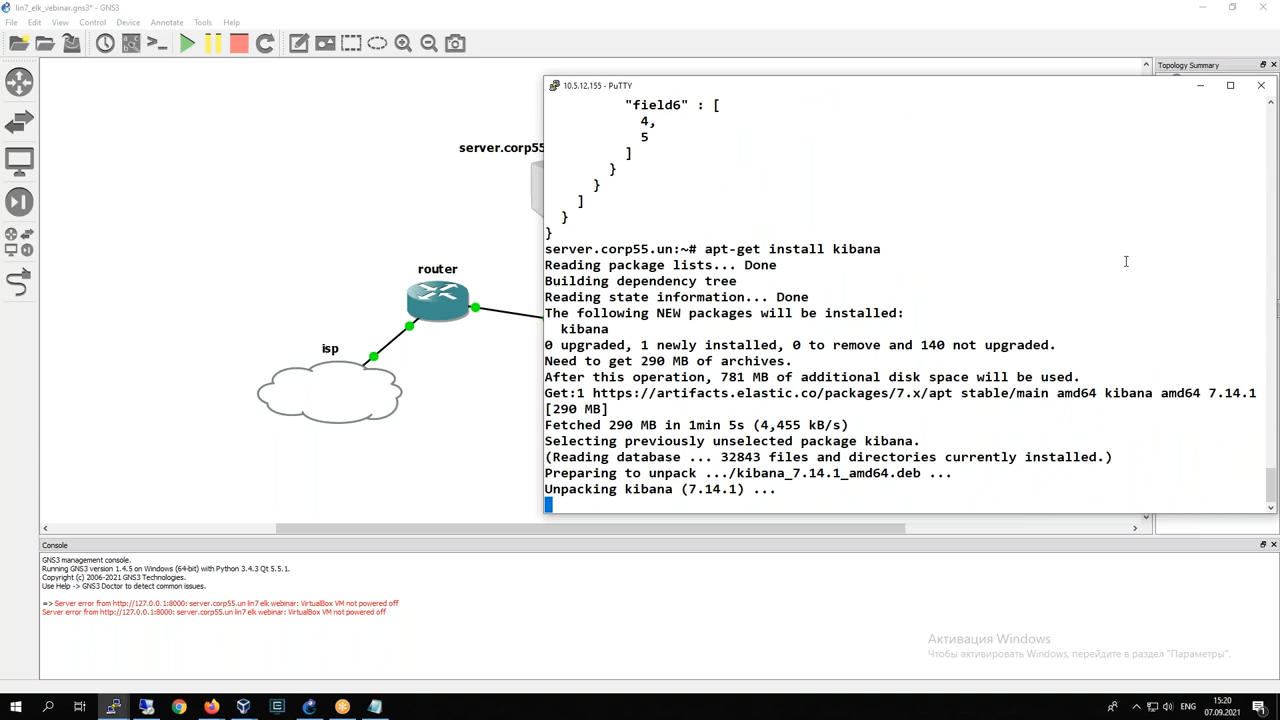 lin7_elk_vebinar.gns3* - GNS3
File Edit View Control Device Annotate Tools Help
Topology Summary
10.5.12.155 - PuTTY
"field6" : [
4,
5
]
}
}
]
}
}
server.corp55.un:~# apt-get install kibana
Reading package lists... Done
Building dependency tree
Reading state information... Done
The following NEW packages will be installed:
kibana
0 upgraded, 1 newly installed, 0 to remove and 140 not upgraded.
Need to get 290 MB of archives.
After this operation, 781 MB of additional disk space will be used.
Get:1 https://artifacts.elastic.co/packages/7.x/apt stable/main amd64 kibana amd64 7.14.1
[290 MB]
Fetched 290 MB in 1min 5s (4,455 kB/s)
Selecting previously unselected package kibana.
(Reading database ... 32843 files and directories currently installed.)
Preparing to unpack .../kibana_7.14.1_amd64.deb ...
Unpacking kibana (7.14.1) ...
server.corp55
router
isp
Console
GNS3 management console.
Running GNS3 version 1.4.5 on Windows (64-bit) with Python 3.4.3 Qt 5.5.1.
Copyright (c) 2006-2021 GNS3 Technologies.
Use Help -> GNS3 Doctor to detect common issues.
=> Server error from http://127.0.0.1:8000: server.corp55.un lin7 elk webinar: VirtualBox VM not powered off
Server error from http://127.0.0.1:8000: server.corp55.un lin7 elk webinar: VirtualBox VM not powered off
Активация Windows
Чтобы активировать Windows, перейдите в раздел "Параметры".
ENG
15:20
07.09.2021
1